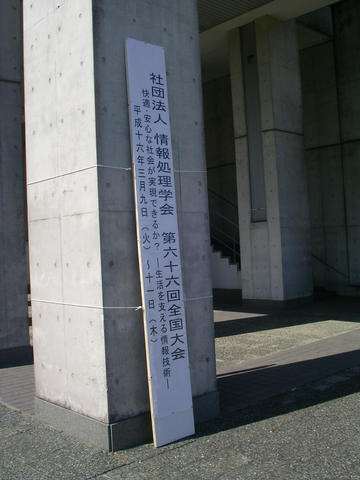 社団法人 情報処理学会 第六十六回全国大会
快適・安心な社会が実現できるか? ―生活を支える情報技術―
平成十六年三月九日(火)~十一日(木)